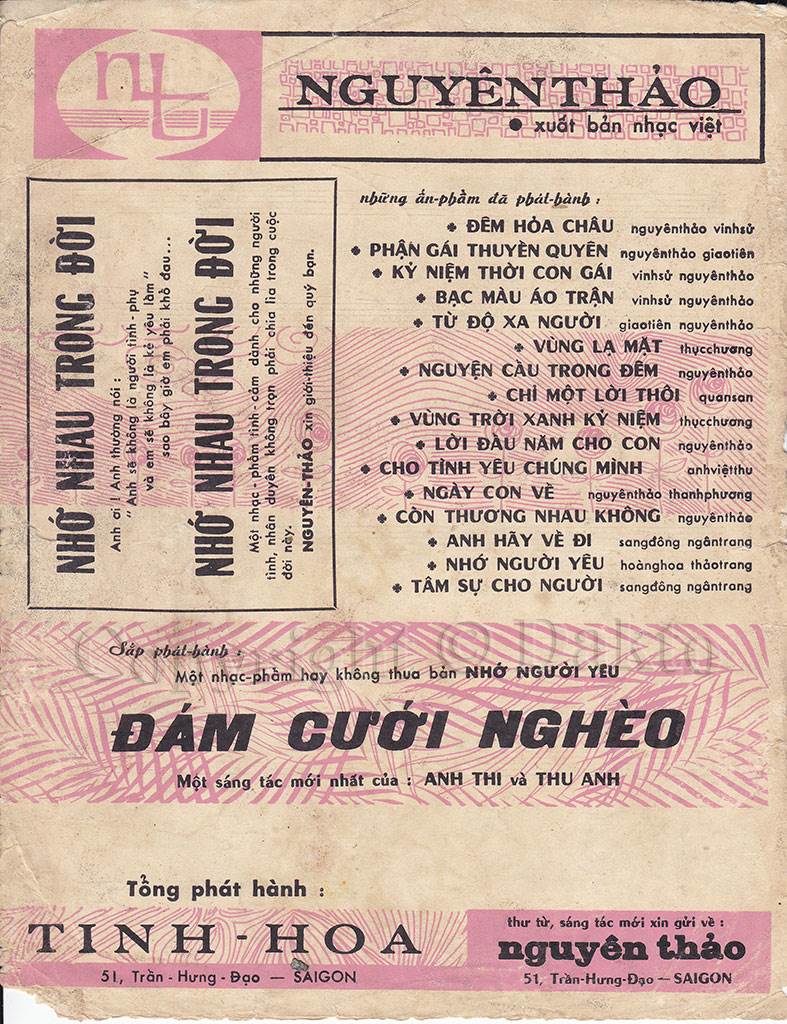 nt
NGUYÊNTHẢO
● xuất bản nhạc việt
NHỚ NHAU TRONG ĐỜI
Anh ơi ! Anh thường nói :
“ Anh sẽ không là người tình-phụ
và em sẽ không là kẻ yêu lầm ”
sao bây giờ em phải khổ đau...
NHỚ NHAU TRONG ĐỜI
Một nhạc-phẩm tình-cảm dành cho những người
tình, nhân duyên không trọn phải chia lìa trong cuộc
đời này.
NGUYÊN-THẢO xin giới-thiệu đến quý bạn.
những ấn-phẩm đã phát-hành :
ĐÊM HỎA CHÂU nguyênthảo vinhsử
PHẬN GÁI THUYỀN QUYÊN nguyênthảo giaotiên
KỶ NIỆM THỜI CON GÁI vinhsử nguyênthảo
BẠC MÀU ÁO TRẬN vinhsử nguyênthảo
TỪ ĐỘ XA NGƯỜI giaotiên nguyênthảo
VÙNG LẠ MẶT thụcchương
NGUYỆN CẦU TRONG ĐÊM nguyênthảo
CHỈ MỘT LỜI THÔI quansan
VÙNG TRỜI XANH KỶ NIỆM thụcchương
LỜI ĐẦU NĂM CHO CON nguyênthảo
CHO TÌNH YÊU CHÚNG MÌNH anhviệtthu
NGÀY CON VỀ nguyênthảo thanhphương
CÒN THƯƠNG NHAU KHÔNG nguyênthảo
ANH HÃY VỀ ĐI sangđông ngântrang
NHỚ NGƯỜI YÊU hoànghoa thảotrang
TÂM SỰ CHO NGƯỜI sangđông ngântrang
Copyright © Daktu
Sắp phát-hành :
Một nhạc-phẩm hay không thua bản NHỚ NGƯỜI YÊU
ĐÁM CƯỚI NGHÈO
Một sáng tác mới nhất của : ANH THI và THU ANH
Tổng phát hành :
TINH-HOA
51, Trần-Hưng-Đạo — SAIGON
thư từ, sáng tác mới xin gửi về :
nguyên thảo
51, Trần-Hưng-Đạo — SAIGON